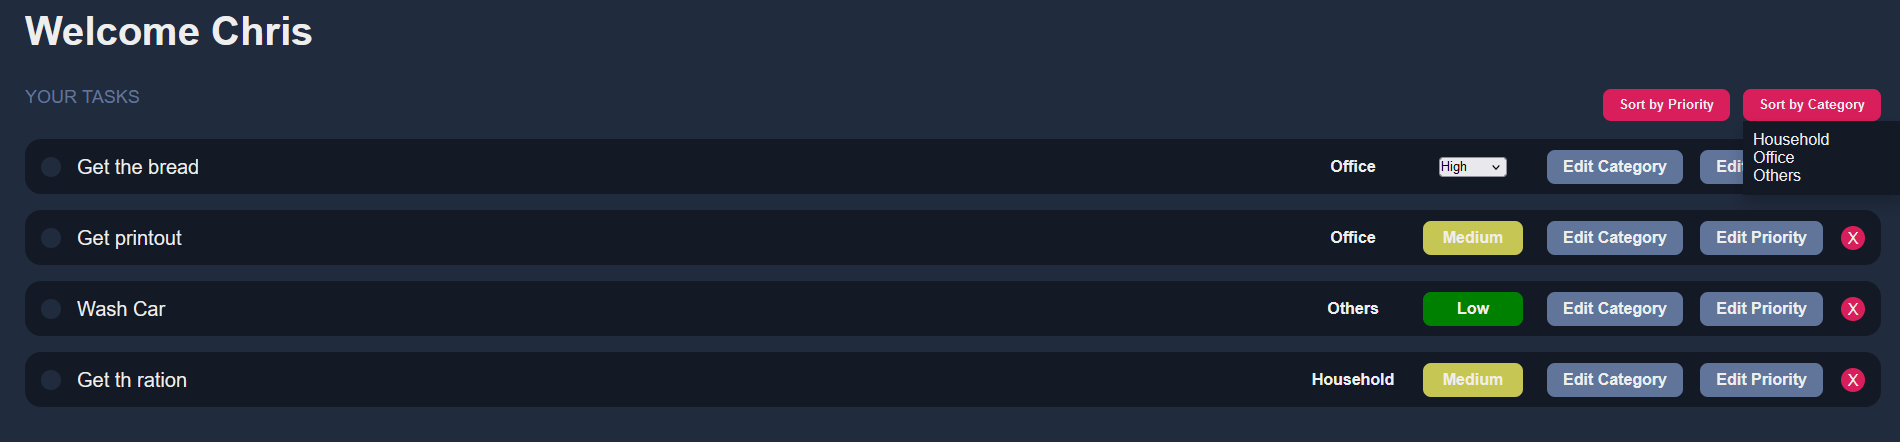 Welcome Chris
YOUR TASKS
Sort by Priority Sort by Category
Household
Office
Others
Get the bread Office High Edit Category Edi
Get printout Office Medium Edit Category Edit Priority X
Wash Car Others Low Edit Category Edit Priority X
Get th ration Household Medium Edit Category Edit Priority X